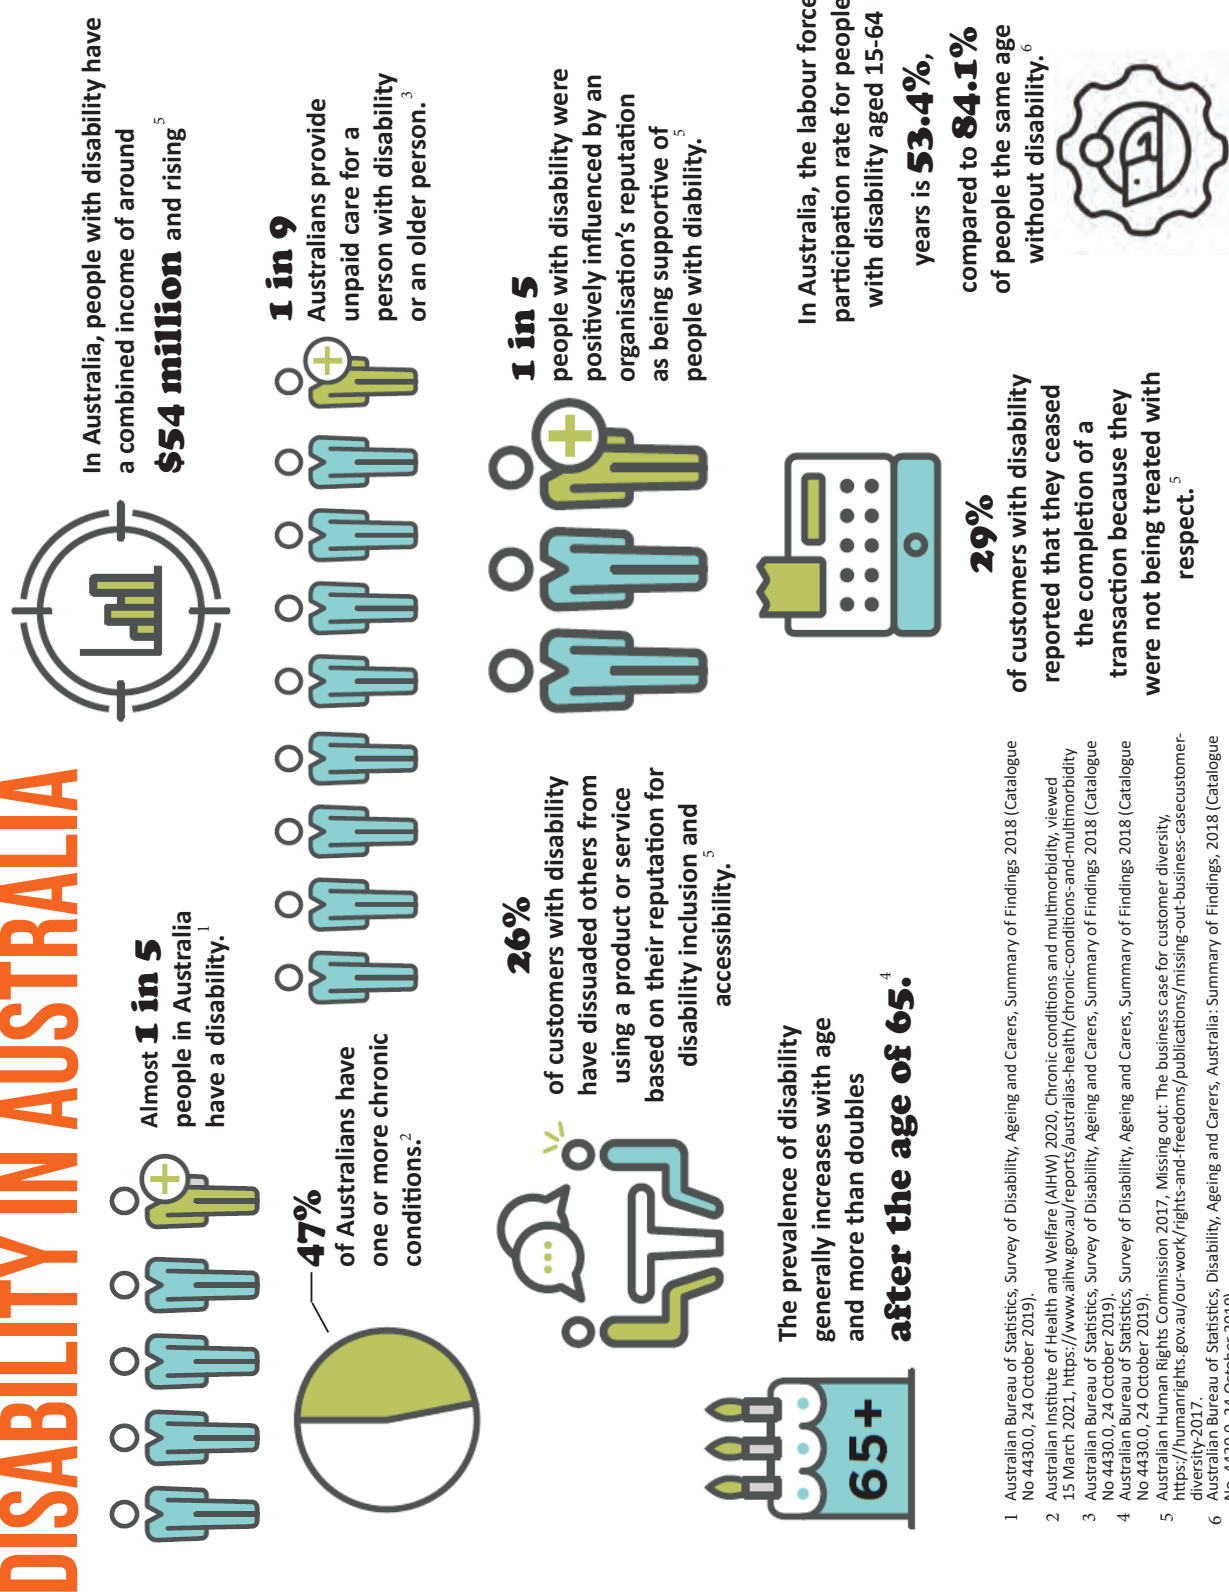 DISABILITY IN AUSTRALIA
Almost 1 in 5
people in Australia
have a disability. 1
In Australia, people with disability have
a combined income of around
$54 million and rising 5
47%
of Australians have
one or more chronic
conditions. 2
1 in 9
Australians provide
unpaid care for a
person with disability
or an older person. 3
26%
of customers with disability
have dissuaded others from
using a product or service
based on their reputation for
disability inclusion and
accessibility. 5
1 in 5
people with disability were
positively influenced by an
organisation's reputation
as being supportive of
people with diability. 5
65+
The prevalence of disability
generally increases with age
and more than doubles
after the age of 65. 4
29%
of customers with disability
reported that they ceased
the completion of a
transaction because they
were not being treated with
respect. 5
In Australia, the labour force
participation rate for people
with disability aged 15-64
years is 53.4%,
compared to 84.1%
of people the same age
without disability. 6
1 Australian Bureau of Statistics, Survey of Disability, Ageing and Carers, Summary of Findings 2018 (Catalogue
No 4430.0, 24 October 2019).
2 Australian Institute of Health and Welfare (AIHW) 2020, Chronic conditions and multimorbidity, viewed
15 March 2021, https://www.aihw.gov.au/reports/australias-health/chronic-conditions-and-multimorbidity
3 Australian Bureau of Statistics, Survey of Disability, Ageing and Carers, Summary of Findings 2018 (Catalogue
No 4430.0, 24 October 2019).
4 Australian Bureau of Statistics, Survey of Disability, Ageing and Carers, Summary of Findings 2018 (Catalogue
No 4430.0, 24 October 2019).
5 Australian Human Rights Commission 2017, Missing out: The business case for customer diversity,
https://humanrights.gov.au/our-work/rights-and-freedoms/publications/missing-out-business-casecustomer-
diversity-2017.
6 Australian Bureau of Statistics, Disability, Ageing and Carers, Australia: Summary of Findings, 2018 (Catalogue
No. 4430.0, 24 October 2019)